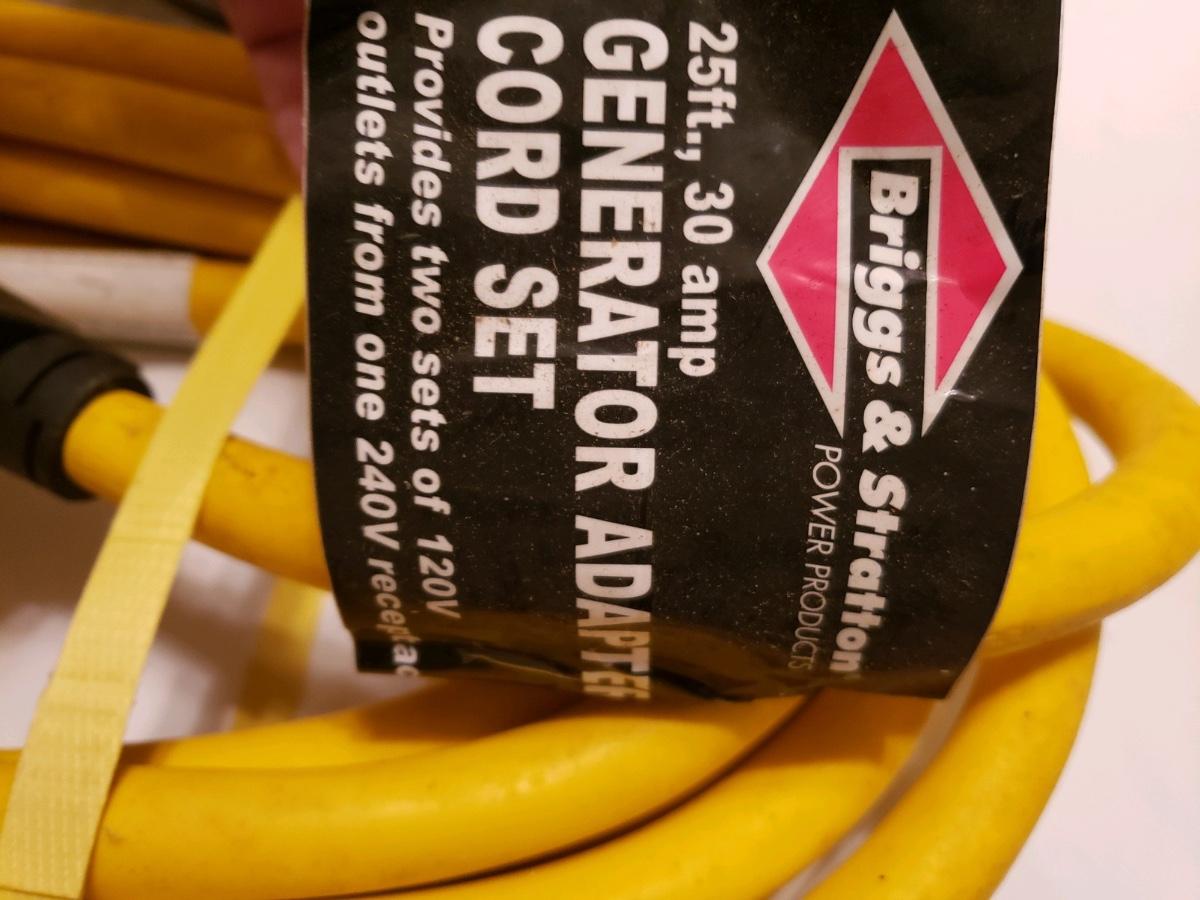 Briggs & Stratton
POWER PRODUCTS
25ft., 30 amp
GENERATOR ADAPTER
CORD SET
Provides two sets of 120V
outlets from one 240V receptac